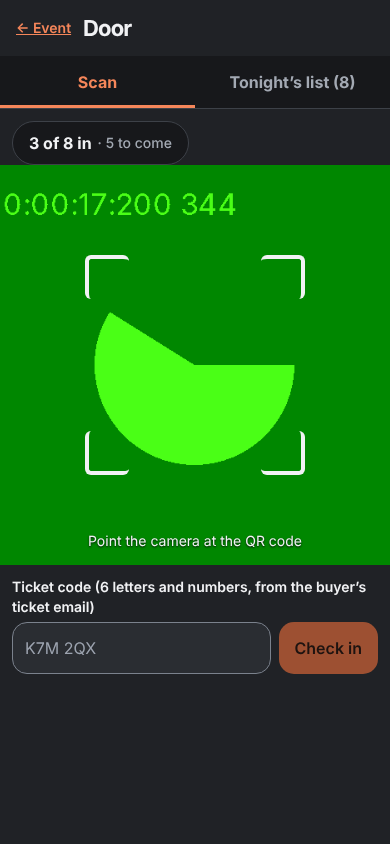 ← Event Door
Scan Tonight’s list (8)
3 of 8 in · 5 to come
0:00:17:200 344
Point the camera at the QR code
Ticket code (6 letters and numbers, from the buyer’s
ticket email)
K7M 2QX Check in